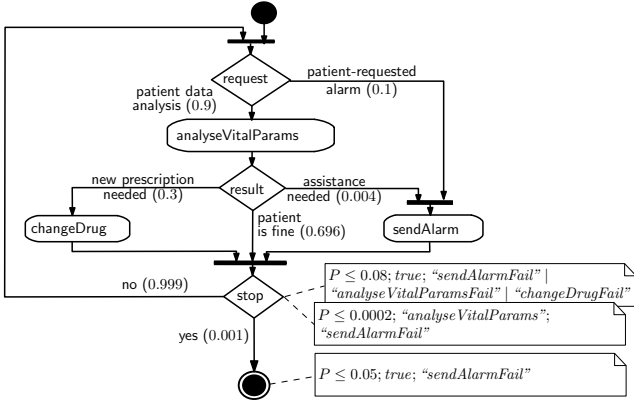 request
patient-requested
alarm (0.1)
patient data
analysis (0.9)
analyseVitalParams
new prescription
needed (0.3)
result
assistance
needed (0.004)
changeDrug
patient
is fine (0.696)
sendAlarm
no (0.999)
stop
P ≤ 0.08; true; “sendAlarmFail” |
“analyseVitalParamsFail” | “changeDrugFail”
P ≤ 0.0002; “analyseVitalParams”;
“sendAlarmFail”
yes (0.001)
P ≤ 0.05; true; “sendAlarmFail”